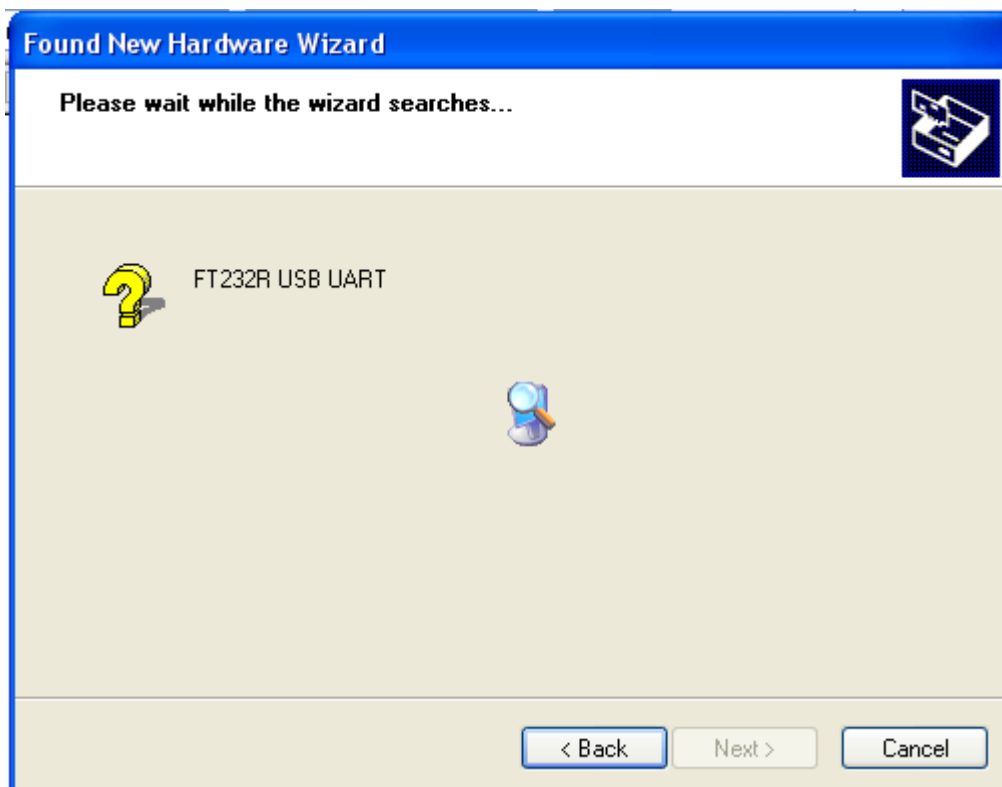 Found New Hardware Wizard
Please wait while the wizard searches...
FT232R USB UART
< Back
Next >
Cancel